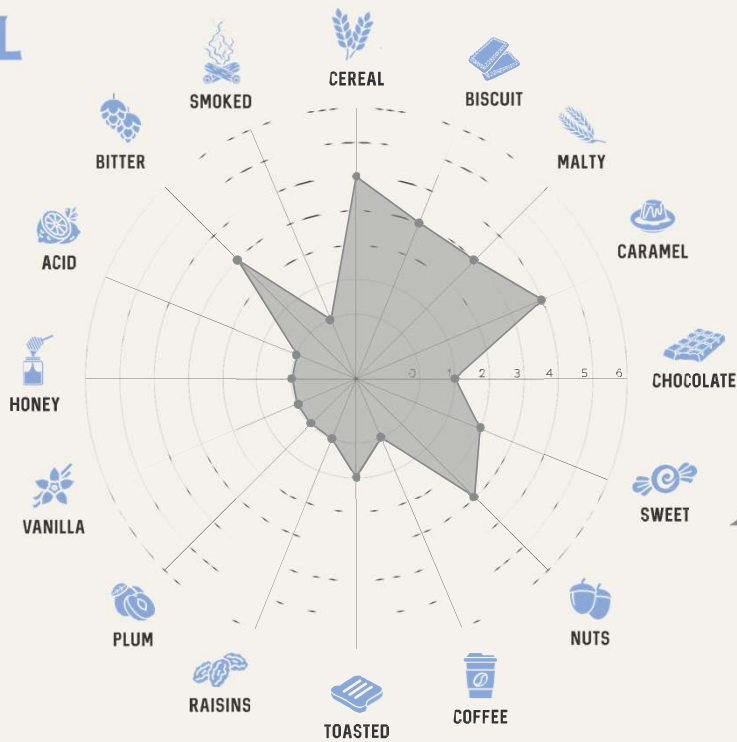 L
CEREAL
SMOKED
BISCUIT
BITTER
MALTY
ACID
CARAMEL
0 1 2 3 4 5 6
CHOCOLATE
HONEY
SWEET
VANILLA
PLUM
NUTS
RAISINS
COFFEE
TOASTED